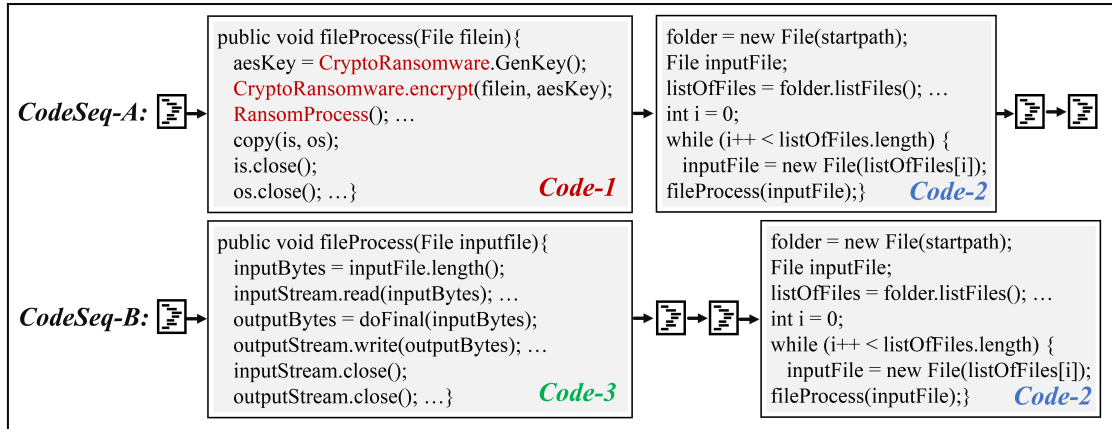 CodeSeq-A:
public void fileProcess(File filein){
aesKey = CryptoRansomware.GenKey();
CryptoRansomware.encrypt(filein, aesKey);
RansomProcess(); …
copy(is, os);
is.close();
os.close(); …}
Code-1
folder = new File(startpath);
File inputFile;
listOfFiles = folder.listFiles(); …
int i = 0;
while (i++ < listOfFiles.length) {
inputFile = new File(listOfFiles[i]);
fileProcess(inputFile);}
Code-2
CodeSeq-B:
public void fileProcess(File inputfile){
inputBytes = inputFile.length();
inputStream.read(inputBytes); …
outputBytes = doFinal(inputBytes);
outputStream.write(outputBytes); …
inputStream.close();
outputStream.close(); …}
Code-3
folder = new File(startpath);
File inputFile;
listOfFiles = folder.listFiles(); …
int i = 0;
while (i++ < listOfFiles.length) {
inputFile = new File(listOfFiles[i]);
fileProcess(inputFile);}
Code-2